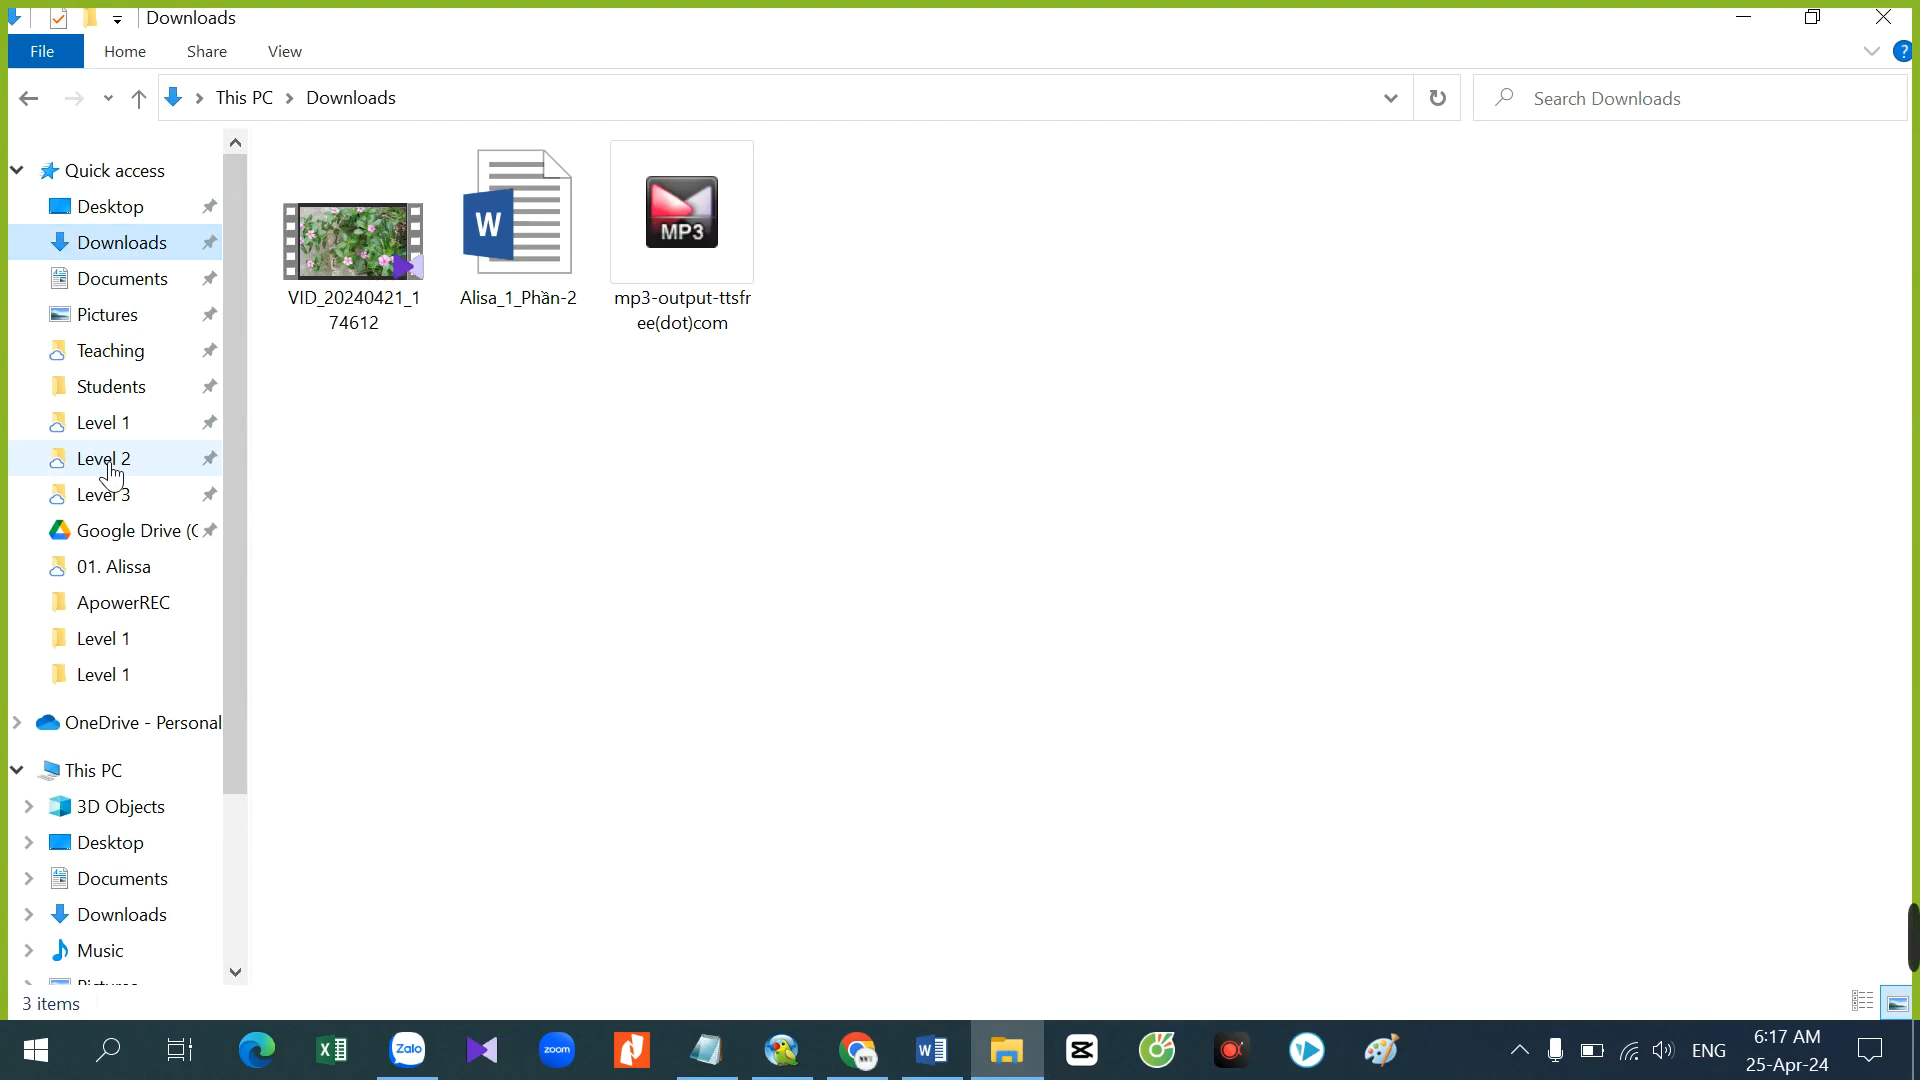 Downloads
File Home Share View
This PC Downloads
Search Downloads
Quick access
Desktop
Downloads
Documents
Pictures
Teaching
Students
Level 1
Level 2
Level 3
Google Drive (
01. Alissa
ApowerREC
Level 1
Level 1
OneDrive - Personal
This PC
3D Objects
Desktop
Documents
Downloads
Music
VID_20240421_1
74612
W
Alisa_1_Phần-2
MP3
mp3-output-ttsfr
ee(dot)com
3 items
Zalo
zoom
W
ENG
6:17 AM
25-Apr-24